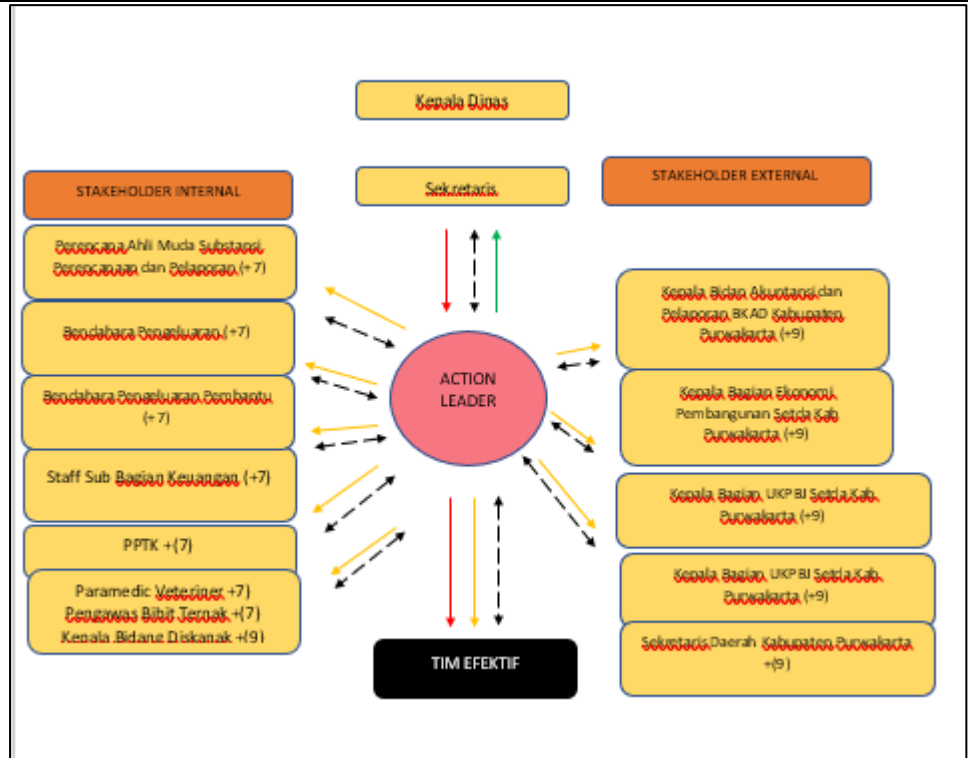 Kepala Dinas
Sekretaris
STAKEHOLDER INTERNAL
Perencana Ahli Muda Substansi
Perencanaan dan Pelaporan (+7)
Bendahara Pengeluaran (+7)
Bendahara Pengeluaran Pembantu
(+7)
Staff Sub Bagian Keuangan (+7)
PPTK +(7)
Paramedic Veteriner +7)
Pengawas Bibit Ternak +(7)
Kepala Bidang Diskanak +(9)
ACTION
LEADER
TIM EFEKTIF
STAKEHOLDER EXTERNAL
Kepala Bidan Akuntansi dan
Pelaporan BKAD Kabupaten
Purwakarta (+9)
Kepala Bagian Ekonomi
Pembangunan Setda Kab
Purwakarta (+9)
Kepala Bagian UKPBJ Setda Kab.
Purwakarta (+9)
Kepala Bagian UKPBJ Setda Kab.
Purwakarta (+9)
Sekretaris Daerah Kabupaten Purwakarta
+(9)